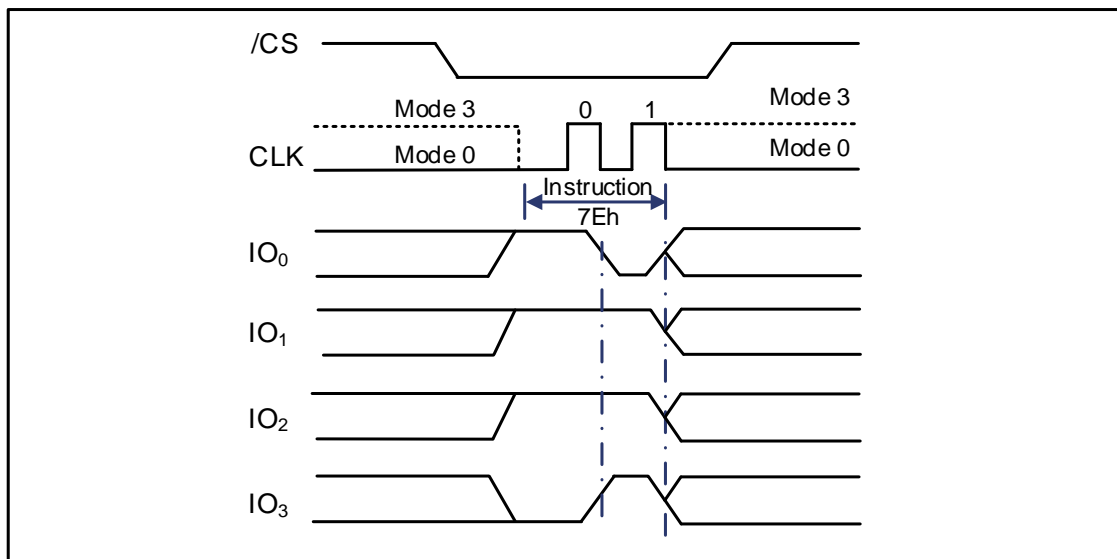 /CS
Mode 3 0 1 Mode 3
CLK Mode 0 Mode 0
Instruction
7Eh
IO₀
IO₁
IO₂
IO₃